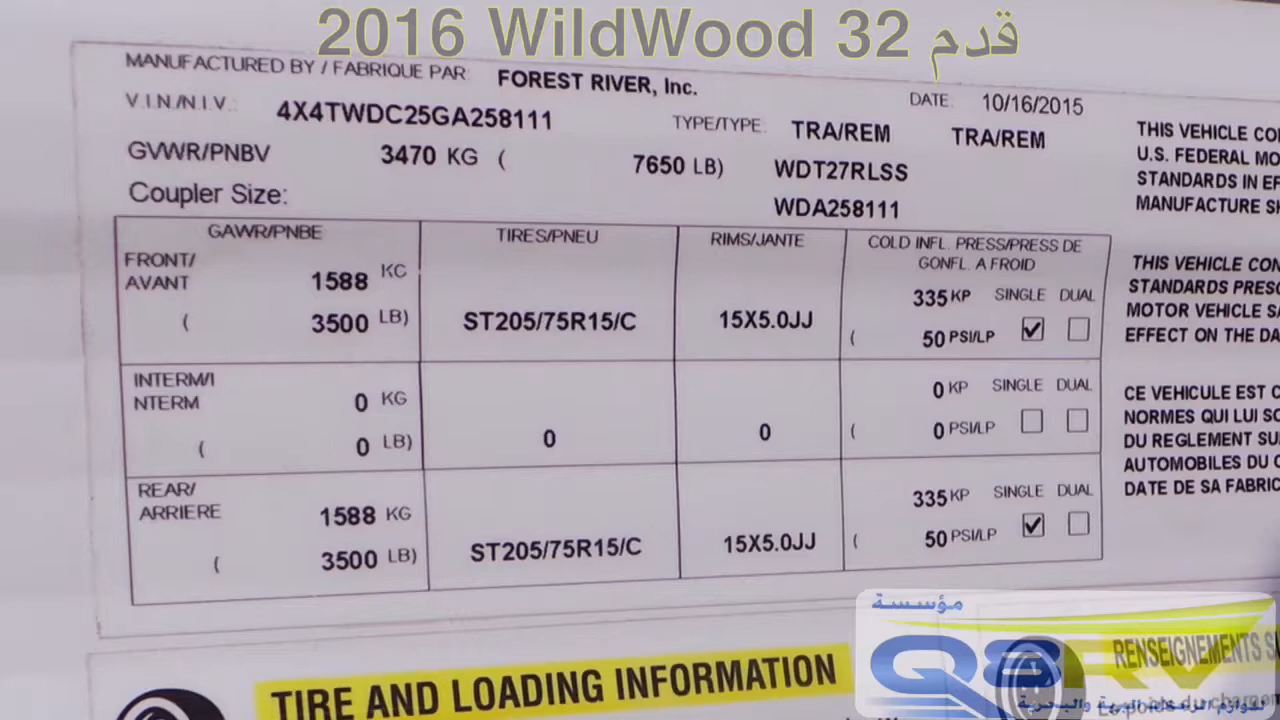 2016 WildWood 32 قدم
MANUFACTURED BY / FABRIQUE PAR: FOREST RIVER, Inc.
DATE: 10/16/2015
V.I.N./N.I.V.: 4X4TWDC25GA258111
TYPE/TYPE: TRA/REM TRA/REM
GVWR/PNBV 3470 KG ( 7650 LB) WDT27RLSS
Coupler Size: WDA258111
GAWR/PNBE TIRES/PNEU RIMS/JANTE COLD INFL. PRESS/PRESS DE
GONFL. A FROID
FRONT/
AVANT 1588 KC 335 KP SINGLE DUAL
( 3500 LB) ST205/75R15/C 15X5.0JJ ( 50 PSI/LP
INTERM/I
NTERM 0 KG 0 KP SINGLE DUAL
( 0 LB) 0 0 ( 0 PSI/LP
REAR/
ARRIERE 1588 KG 335 KP SINGLE DUAL
( 3500 LB) ST205/75R15/C 15X5.0JJ ( 50 PSI/LP
THIS VEHICLE CO
U.S. FEDERAL MO
STANDARDS IN EF
MANUFACTURE SH
THIS VEHICLE CON
STANDARDS PRESC
MOTOR VEHICLE SA
EFFECT ON THE DA
CE VEHICULE EST C
NORMES QUI LUI SO
DU REGLEMENT SU
AUTOMOBILES DU C
DATE DE SA FABRIC
TIRE AND LOADING INFORMATION
مؤسسة
Q8RV
RENSEIGNEMENTS S
لوازم الرحلات البرية والبحرية